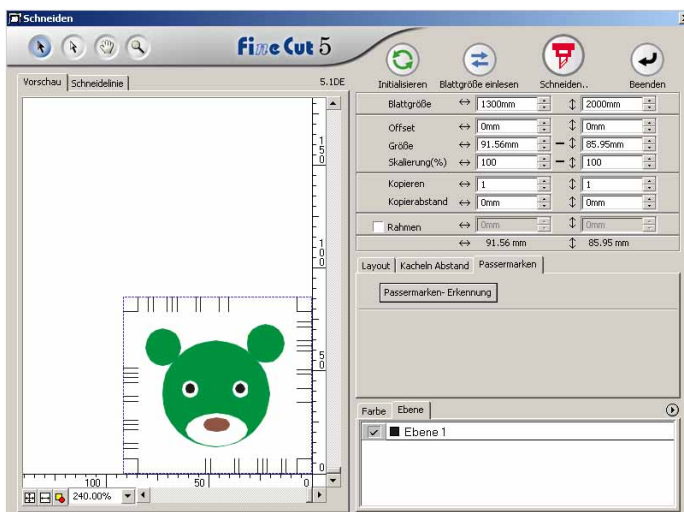 Schneiden
FineCut 5
Vorschau Schneidelinie 5.1DE
Initialisieren Blattgröße einlesen Schneiden.. Beenden
Blattgröße 1300mm 2000mm
Offset 0mm 0mm
Größe 91.56mm 85.95mm
Skalierung(%) 100 100
Kopieren 1 1
Kopierabstand 0mm 0mm
Rahmen 0mm 0mm
91.56 mm 85.95 mm
Layout Kacheln Abstand Passermarken
Passermarken- Erkennung
Farbe Ebene
Ebene 1
150
100
50
0
100 50 0
240.00%